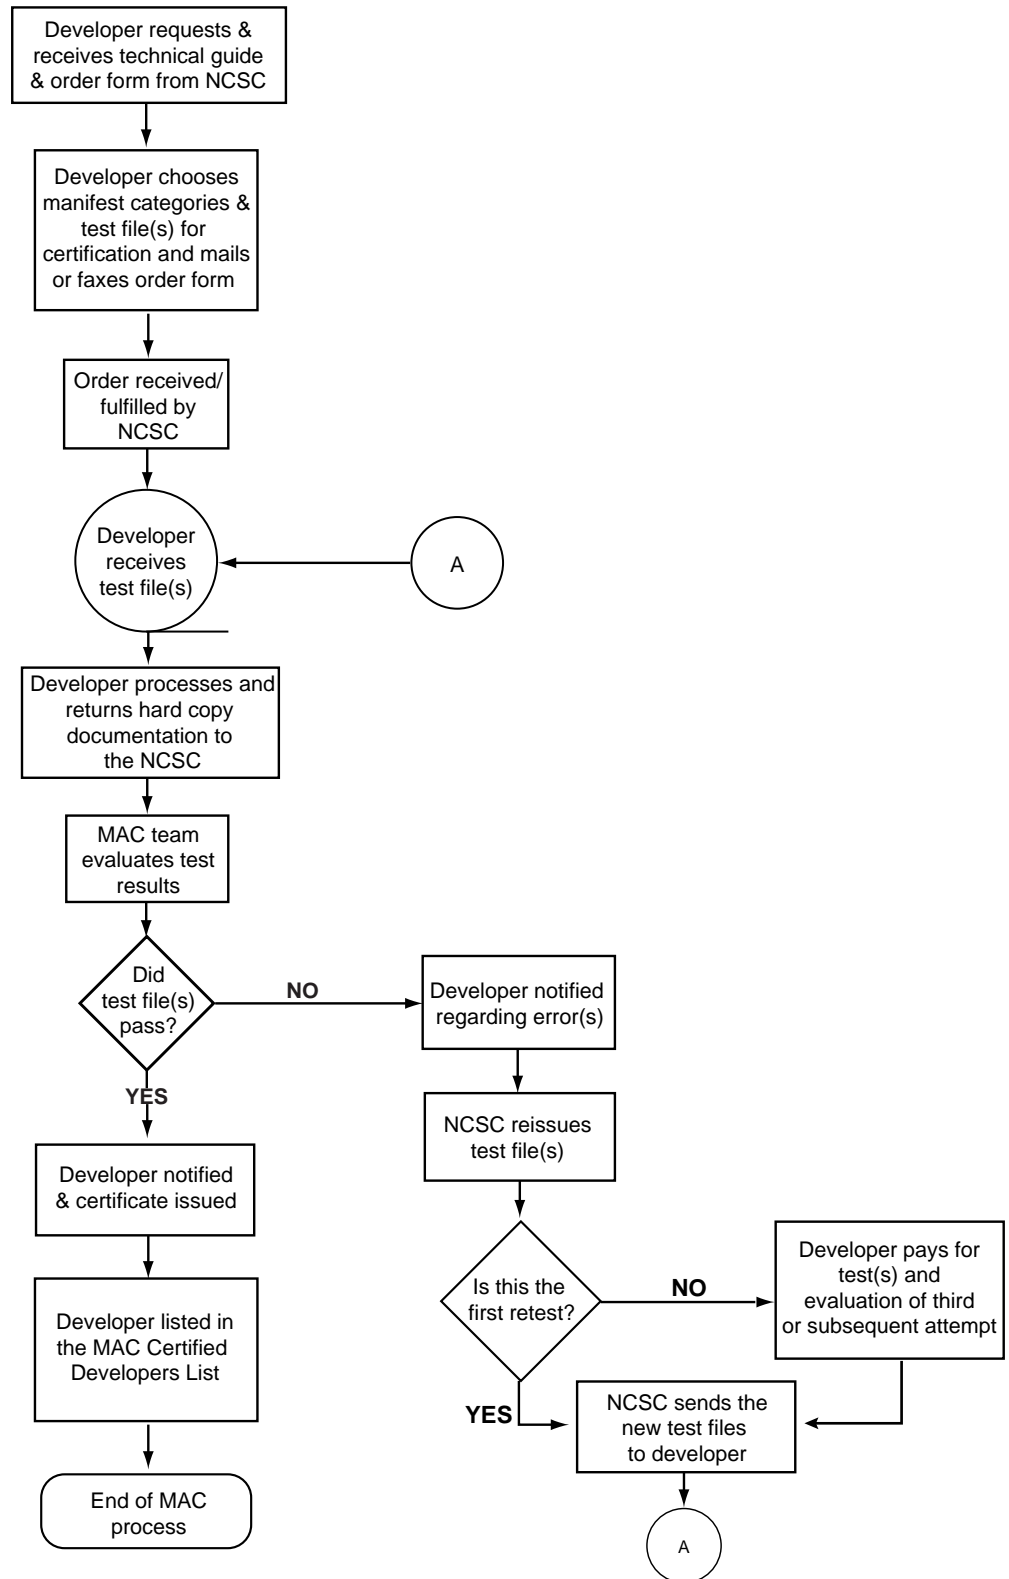 Developer requests &
receives technical guide
& order form from NCSC
Developer chooses
manifest categories &
test file(s) for
certification and mails
or faxes order form
Order received/
fulfilled by
NCSC
Developer
receives
test file(s)
A
Developer processes and
returns hard copy
documentation to
the NCSC
MAC team
evaluates test
results
Did
test file(s)
pass?
NO
Developer notified
regarding error(s)
YES
NCSC reissues
test file(s)
Developer notified
& certificate issued
Is this the
first retest?
NO
Developer pays for
test(s) and
evaluation of third
or subsequent attempt
Developer listed in
the MAC Certified
Developers List
YES
NCSC sends the
new test files
to developer
End of MAC
process
A